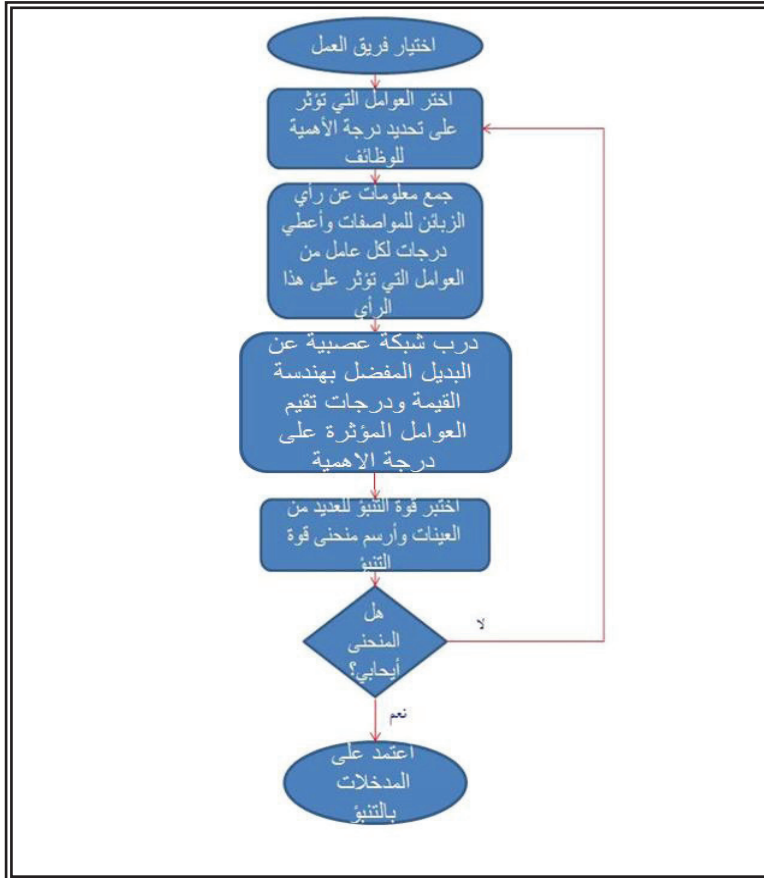 اختيار فريق العمل
اختر العوامل التي تؤثر
على تحديد درجة الأهمية
للوظائف
جمع معلومات عن رأي
الزبائن للمواصفات وأعطي
درجات لكل عامل من
العوامل التي تؤثر على هذا
الرأي
درب شبكة عصبية عن
البديل المفضل بهندسة
القيمة ودرجات تقيم
العوامل المؤثرة على
درجة الاهمية
اختبر قوة التنبؤ للعديد من
العينات وأرسم منحنى قوة
التنبؤ
هل
المنحنى
أيجابي؟
لا
نعم
اعتمد على
المدخلات
بالتنبؤ